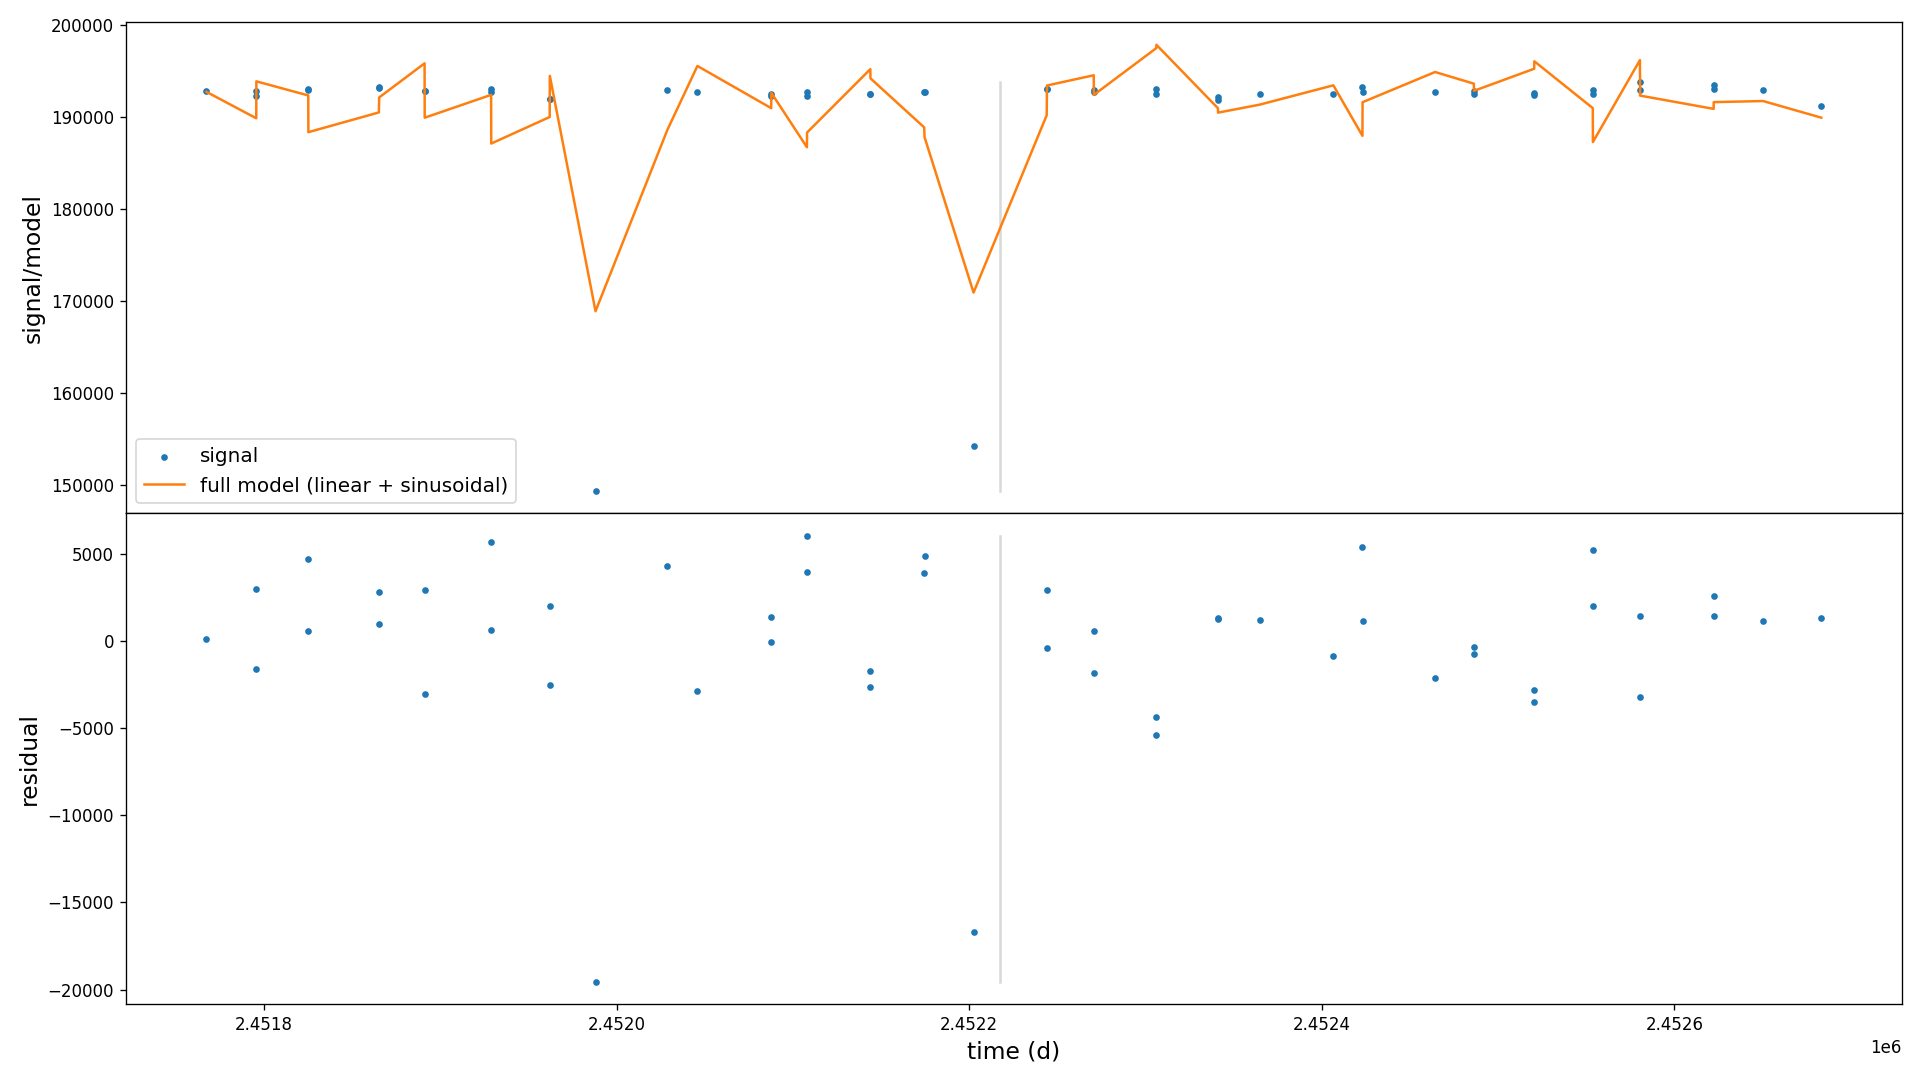 200000
190000
180000
170000
160000
150000
signal/model
signal
full model (linear + sinusoidal)
5000
0
−5000
−10000
−15000
−20000
residual
2.4518
2.4520
2.4522
2.4524
2.4526
time (d)
1e6